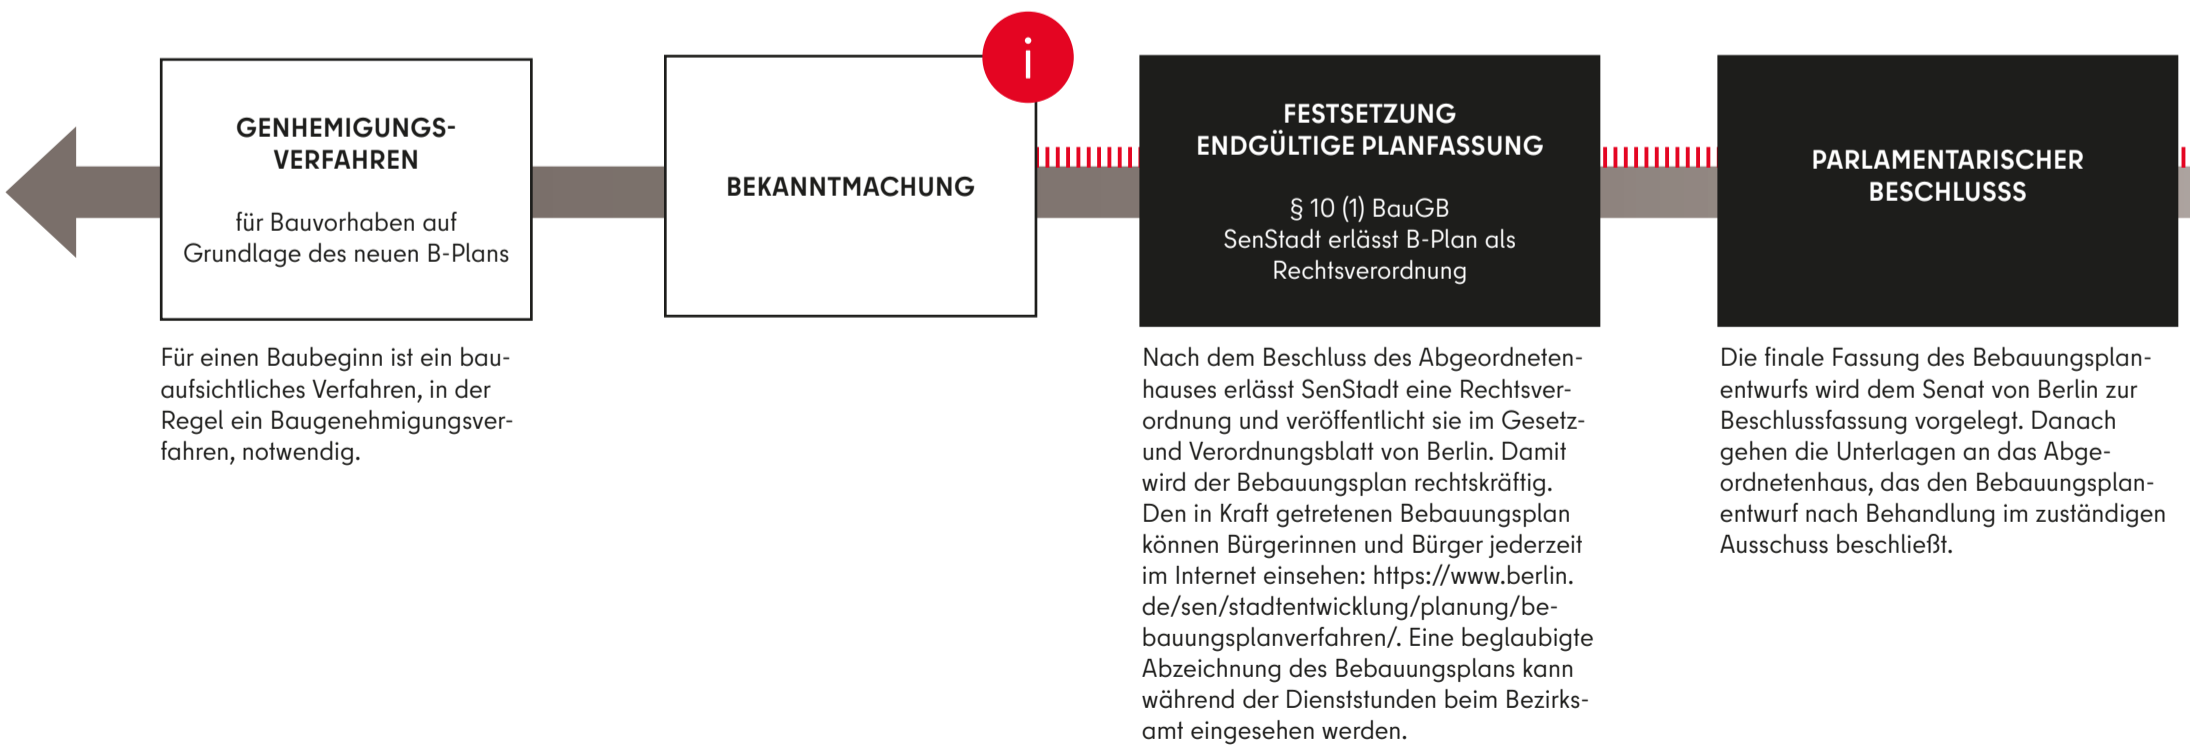 GENHEMIGUNGS-
VERFAHREN
für Bauvorhaben auf
Grundlage des neuen B-Plans
Für einen Baubeginn ist ein bau-
aufsichtliches Verfahren, in der
Regel ein Baugenehmigungsver-
fahren, notwendig.
BEKANNTMACHUNG
i
FESTSETZUNG
ENDGÜLTIGE PLANFASSUNG
§ 10 (1) BauGB
SenStadt erlässt B-Plan als
Rechtsverordnung
Nach dem Beschluss des Abgeordneten-
hauses erlässt SenStadt eine Rechtsver-
ordnung und veröffentlicht sie im Gesetz-
und Verordnungsblatt von Berlin. Damit
wird der Bebauungsplan rechtskräftig.
Den in Kraft getretenen Bebauungsplan
können Bürgerinnen und Bürger jederzeit
im Internet einsehen: https://www.berlin.
de/sen/stadtentwicklung/planung/be-
bauungsplanverfahren/. Eine beglaubigte
Abzeichnung des Bebauungsplans kann
während der Dienststunden beim Bezirks-
amt eingesehen werden.
PARLAMENTARISCHER
BESCHLUSSS
Die finale Fassung des Bebauungsplan-
entwurfs wird dem Senat von Berlin zur
Beschlussfassung vorgelegt. Danach
gehen die Unterlagen an das Abge-
ordnetenhaus, das den Bebauungsplan-
entwurf nach Behandlung im zuständigen
Ausschuss beschließt.